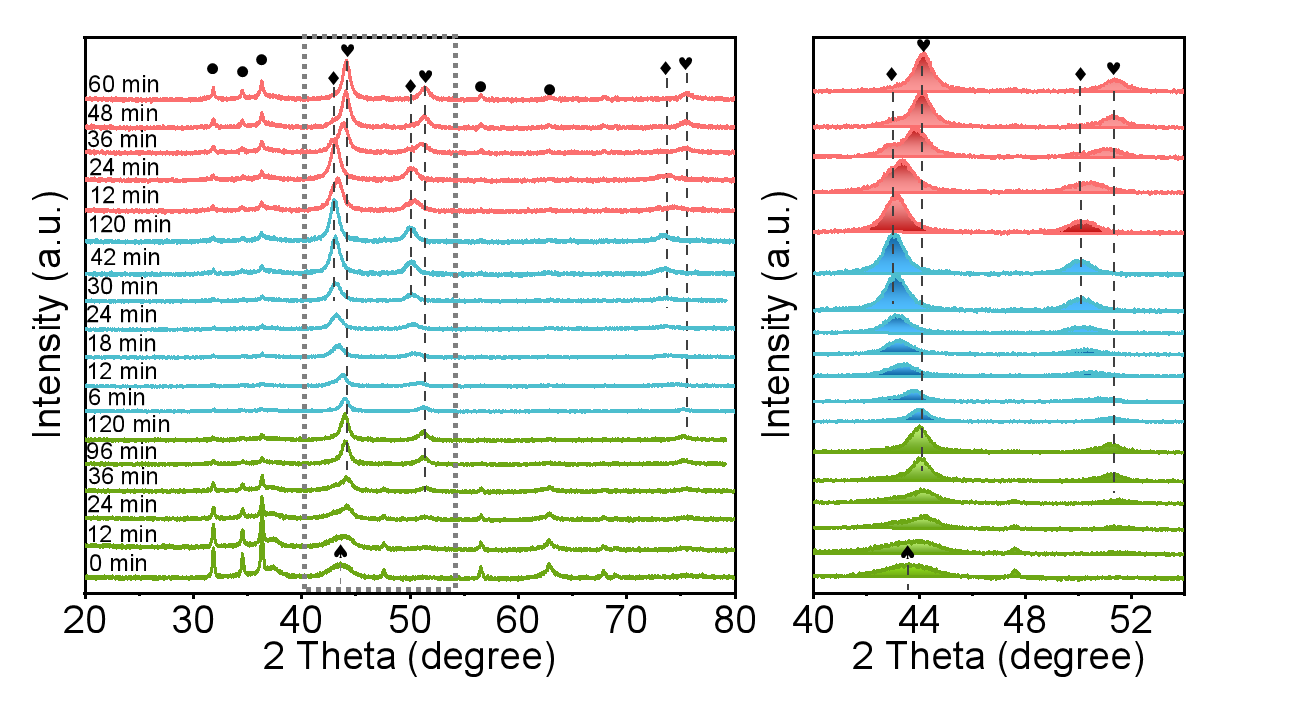 Intensity (a.u.)
60 min
48 min
36 min
24 min
12 min
120 min
42 min
30 min
24 min
18 min
12 min
6 min
120 min
96 min
36 min
24 min
12 min
0 min
20 30 40 50 60 70 80
2 Theta (degree)
Intensity (a.u.)
40 44 48 52
2 Theta (degree)